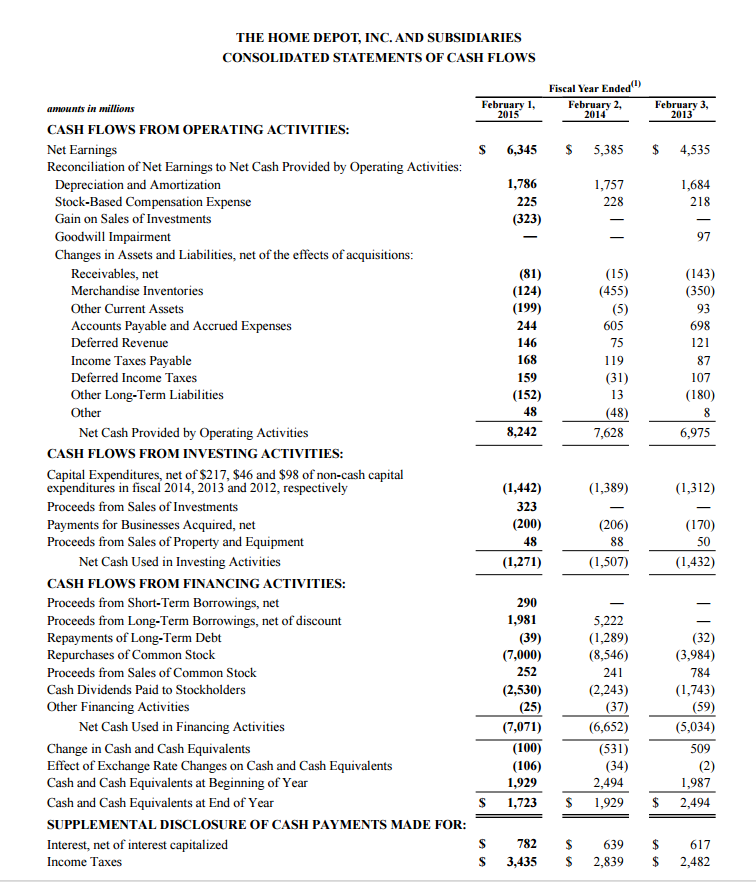 THE HOME DEPOT, INC. AND SUBSIDIARIES
CONSOLIDATED STATEMENTS OF CASH FLOWS
Fiscal Year Ended(1)
amounts in millions February 1, 2015 February 2, 2014 February 3, 2013
CASH FLOWS FROM OPERATING ACTIVITIES:
Net Earnings $ 6,345 $ 5,385 $ 4,535
Reconciliation of Net Earnings to Net Cash Provided by Operating Activities:
Depreciation and Amortization 1,786 1,757 1,684
Stock-Based Compensation Expense 225 228 218
Gain on Sales of Investments (323) — —
Goodwill Impairment — — 97
Changes in Assets and Liabilities, net of the effects of acquisitions:
Receivables, net (81) (15) (143)
Merchandise Inventories (124) (455) (350)
Other Current Assets (199) (5) 93
Accounts Payable and Accrued Expenses 244 605 698
Deferred Revenue 146 75 121
Income Taxes Payable 168 119 87
Deferred Income Taxes 159 (31) 107
Other Long-Term Liabilities (152) 13 (180)
Other 48 (48) 8
Net Cash Provided by Operating Activities 8,242 7,628 6,975
CASH FLOWS FROM INVESTING ACTIVITIES:
Capital Expenditures, net of $217, $46 and $98 of non-cash capital
expenditures in fiscal 2014, 2013 and 2012, respectively (1,442) (1,389) (1,312)
Proceeds from Sales of Investments 323 — —
Payments for Businesses Acquired, net (200) (206) (170)
Proceeds from Sales of Property and Equipment 48 88 50
Net Cash Used in Investing Activities (1,271) (1,507) (1,432)
CASH FLOWS FROM FINANCING ACTIVITIES:
Proceeds from Short-Term Borrowings, net 290 — —
Proceeds from Long-Term Borrowings, net of discount 1,981 5,222 —
Repayments of Long-Term Debt (39) (1,289) (32)
Repurchases of Common Stock (7,000) (8,546) (3,984)
Proceeds from Sales of Common Stock 252 241 784
Cash Dividends Paid to Stockholders (2,530) (2,243) (1,743)
Other Financing Activities (25) (37) (59)
Net Cash Used in Financing Activities (7,071) (6,652) (5,034)
Change in Cash and Cash Equivalents (100) (531) 509
Effect of Exchange Rate Changes on Cash and Cash Equivalents (106) (34) (2)
Cash and Cash Equivalents at Beginning of Year 1,929 2,494 1,987
Cash and Cash Equivalents at End of Year $ 1,723 $ 1,929 $ 2,494
SUPPLEMENTAL DISCLOSURE OF CASH PAYMENTS MADE FOR:
Interest, net of interest capitalized $ 782 $ 639 $ 617
Income Taxes $ 3,435 $ 2,839 $ 2,482